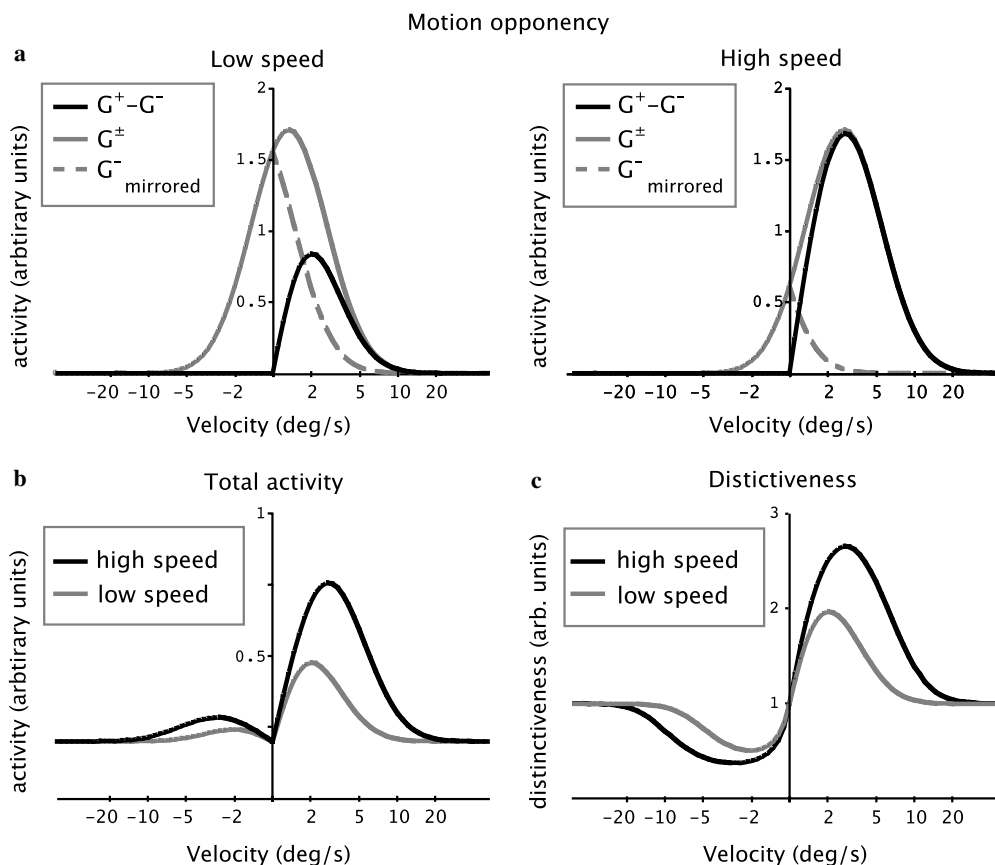 Motion opponency
a
Low speed
G⁺–G⁻
G±
G⁻ mirrored
activity (arbtirary units)
2
1.5
1
0.5
-20 -10 -5 -2 2 5 10 20
Velocity (deg/s)
High speed
G⁺–G⁻
G±
G⁻ mirrored
activity (arbtirary units)
2
1.5
1
0.5
-20 -10 -5 -2 2 5 10 20
Velocity (deg/s)
b
Total activity
high speed
low speed
activity (arbtirary units)
1
0.5
-20 -10 -5 -2 2 5 10 20
Velocity (deg/s)
c
Distictiveness
high speed
low speed
distinctiveness (arb. units)
3
2
1
-20 -10 -5 -2 2 5 10 20
Velocity (deg/s)